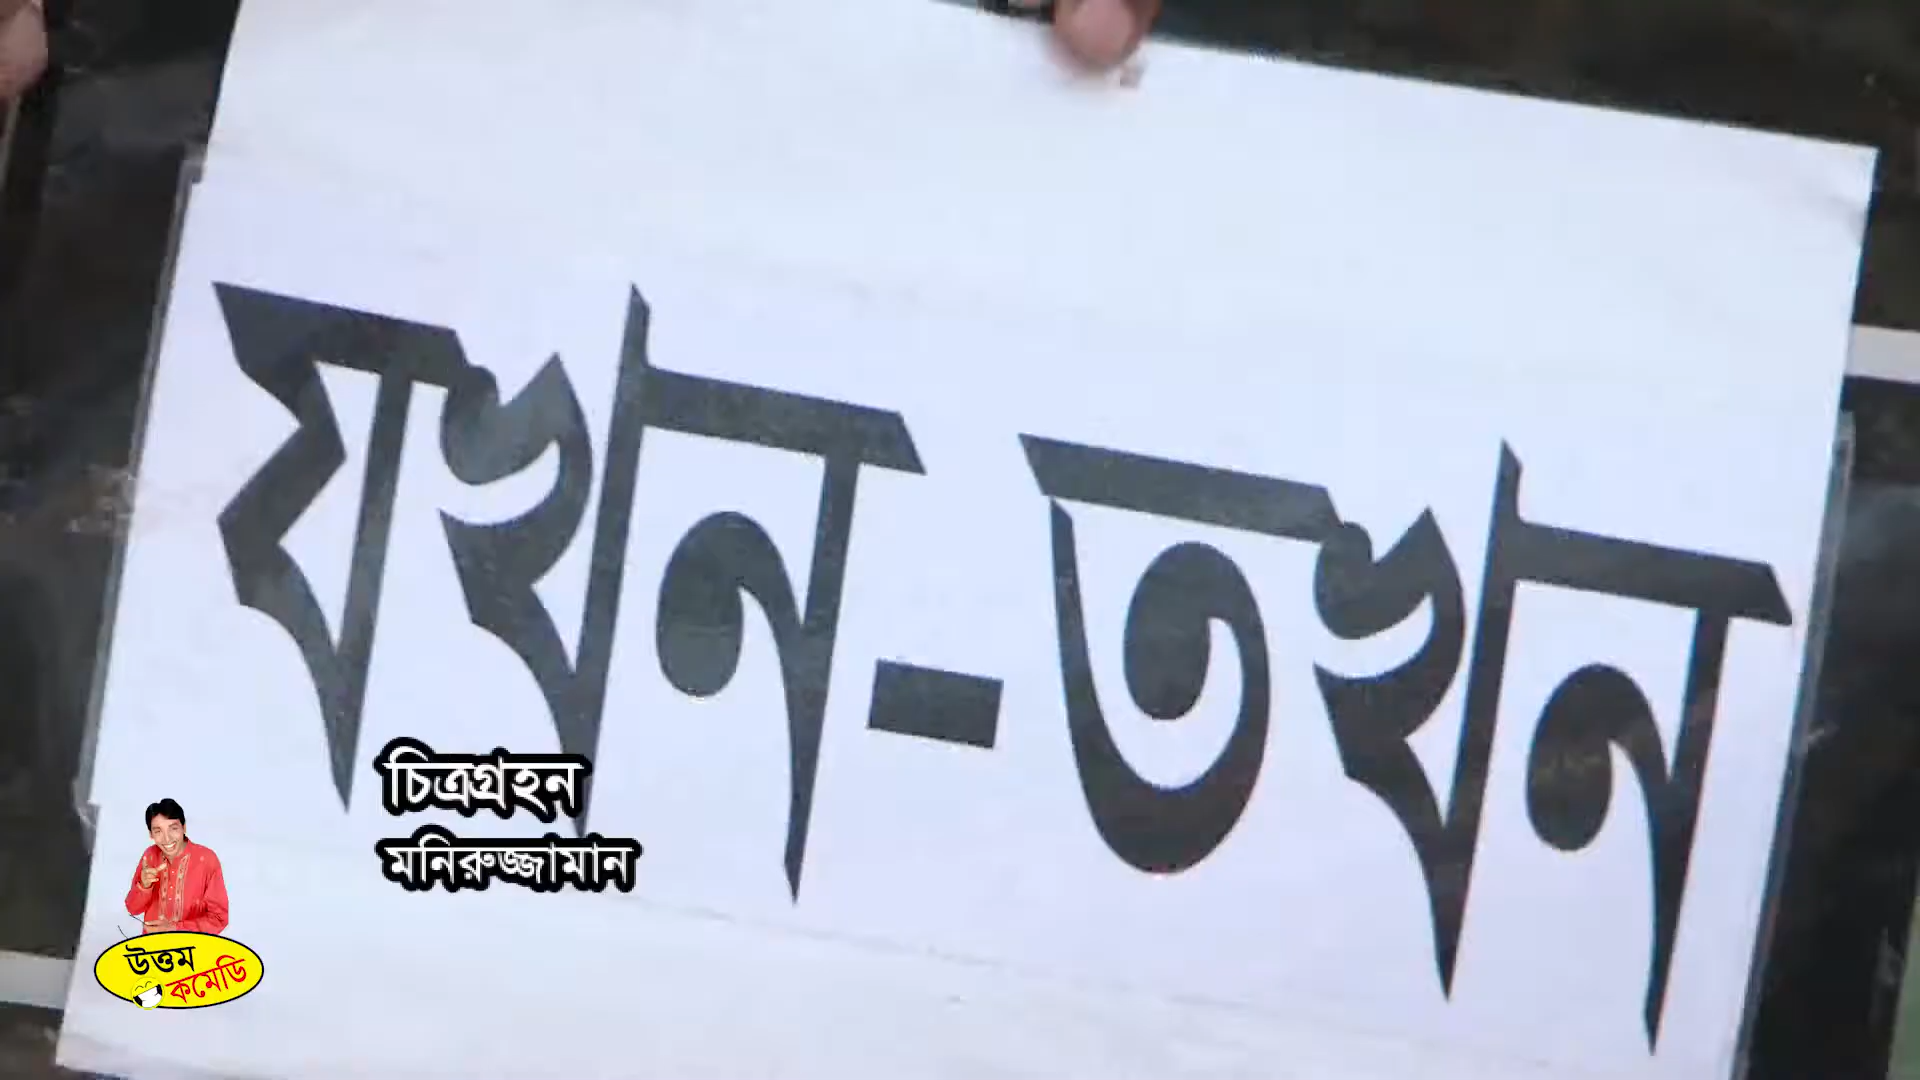 যখন-তখন
চিত্রগ্রহন
মনিরুজ্জামান
উত্তম
কমেডি